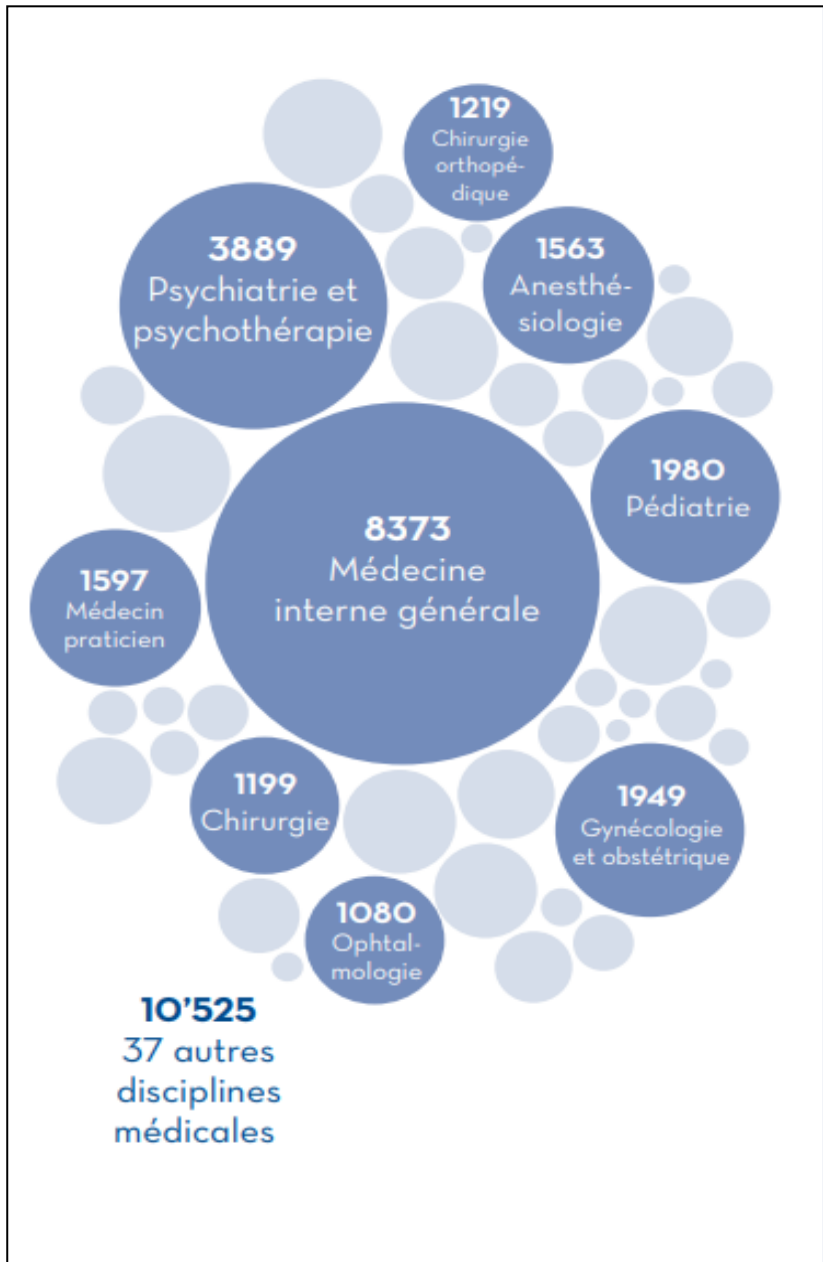 1219
Chirurgie
orthopé-
dique
3889
Psychiatrie et
psychothérapie
1563
Anesthé-
siologie
1980
Pédiatrie
8373
Médecine
interne générale
1597
Médecin
praticien
1199
Chirurgie
1949
Gynécologie
et obstétrique
1080
Ophtal-
mologie
10’525
37 autres
disciplines
médicales